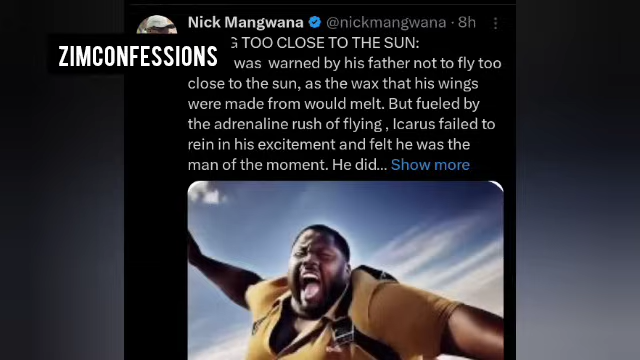 Nick Mangwana @nickmangwana · 8h
G TOO CLOSE TO THE SUN:
ZIMCONFESSIONS
was warned by his father not to fly too
close to the sun, as the wax that his wings
were made from would melt. But fueled by
the adrenaline rush of flying , Icarus failed to
rein in his excitement and felt he was the
man of the moment. He did... Show more